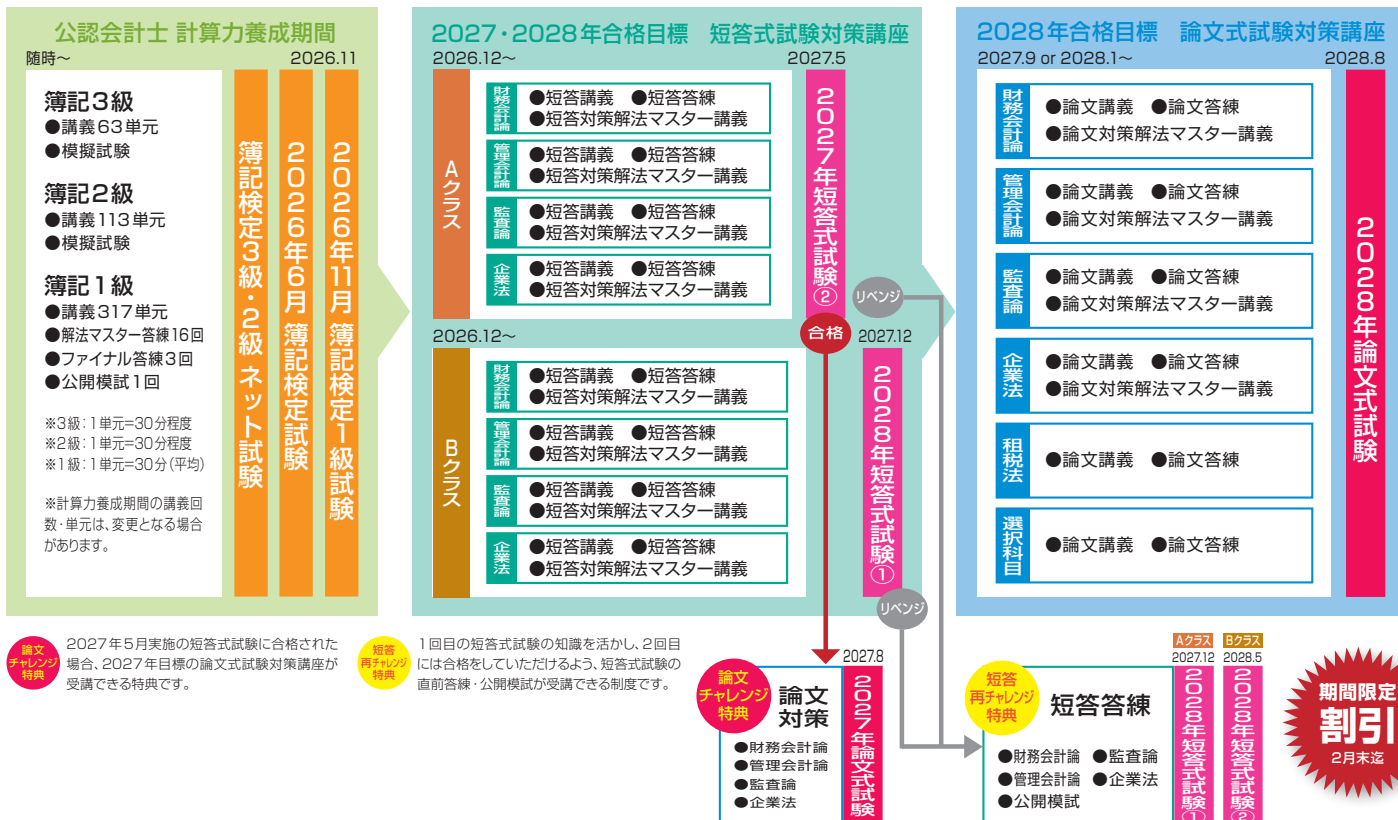 公認会計士 計算力養成期間
随時～ 2026.11
簿記3級
●講義63単元
●模擬試験
簿記2級
●講義113単元
●模擬試験
簿記1級
●講義317単元
●解法マスター答練16回
●ファイナル答練3回
●公開模試1回
※3級：1単元=30分程度
※2級：1単元=30分程度
※1級：1単元=30分(平均)
※計算力養成期間の講義回
数・単元は、変更となる場合
があります。
簿記検定3級・2級 ネット試験
2026年6月 簿記検定試験
2026年11月 簿記検定1級試験
2027・2028年合格目標 短答式試験対策講座
2026.12～ 2027.5
Aクラス
財務会計論
●短答講義 ●短答答練
●短答対策解法マスター講義
管理会計論
●短答講義 ●短答答練
●短答対策解法マスター講義
監査論
●短答講義 ●短答答練
●短答対策解法マスター講義
企業法
●短答講義 ●短答答練
●短答対策解法マスター講義
2027年短答式試験②
リベンジ
合格
2026.12～ 2027.12
Bクラス
財務会計論
●短答講義 ●短答答練
●短答対策解法マスター講義
管理会計論
●短答講義 ●短答答練
●短答対策解法マスター講義
監査論
●短答講義 ●短答答練
●短答対策解法マスター講義
企業法
●短答講義 ●短答答練
●短答対策解法マスター講義
2028年短答式試験①
リベンジ
2028年合格目標 論文式試験対策講座
2027.9 or 2028.1～ 2028.8
財務会計論
●論文講義 ●論文答練
●論文対策解法マスター講義
管理会計論
●論文講義 ●論文答練
●論文対策解法マスター講義
監査論
●論文講義 ●論文答練
●論文対策解法マスター講義
企業法
●論文講義 ●論文答練
●論文対策解法マスター講義
租税法
●論文講義 ●論文答練
選択科目
●論文講義 ●論文答練
2028年論文式試験
論文
チャレンジ
特典
2027年5月実施の短答式試験に合格された
場合、2027年目標の論文式試験対策講座が
受講できる特典です。
短答
再チャレンジ
特典
1回目の短答式試験の知識を活かし、2回目
には合格をしていただけるよう、短答式試験の
直前答練・公開模試が受講できる制度です。
論文
チャレンジ
特典
論文
対策
●財務会計論
●管理会計論
●監査論
●企業法
2027.8
2027年論文式試験
短答
再チャレンジ
特典
短答答練
●財務会計論 ●監査論
●管理会計論 ●企業法
●公開模試
Aクラス
2027.12
2028年短答式試験①
Bクラス
2028.5
2028年短答式試験②
期間限定
割引
2月末迄